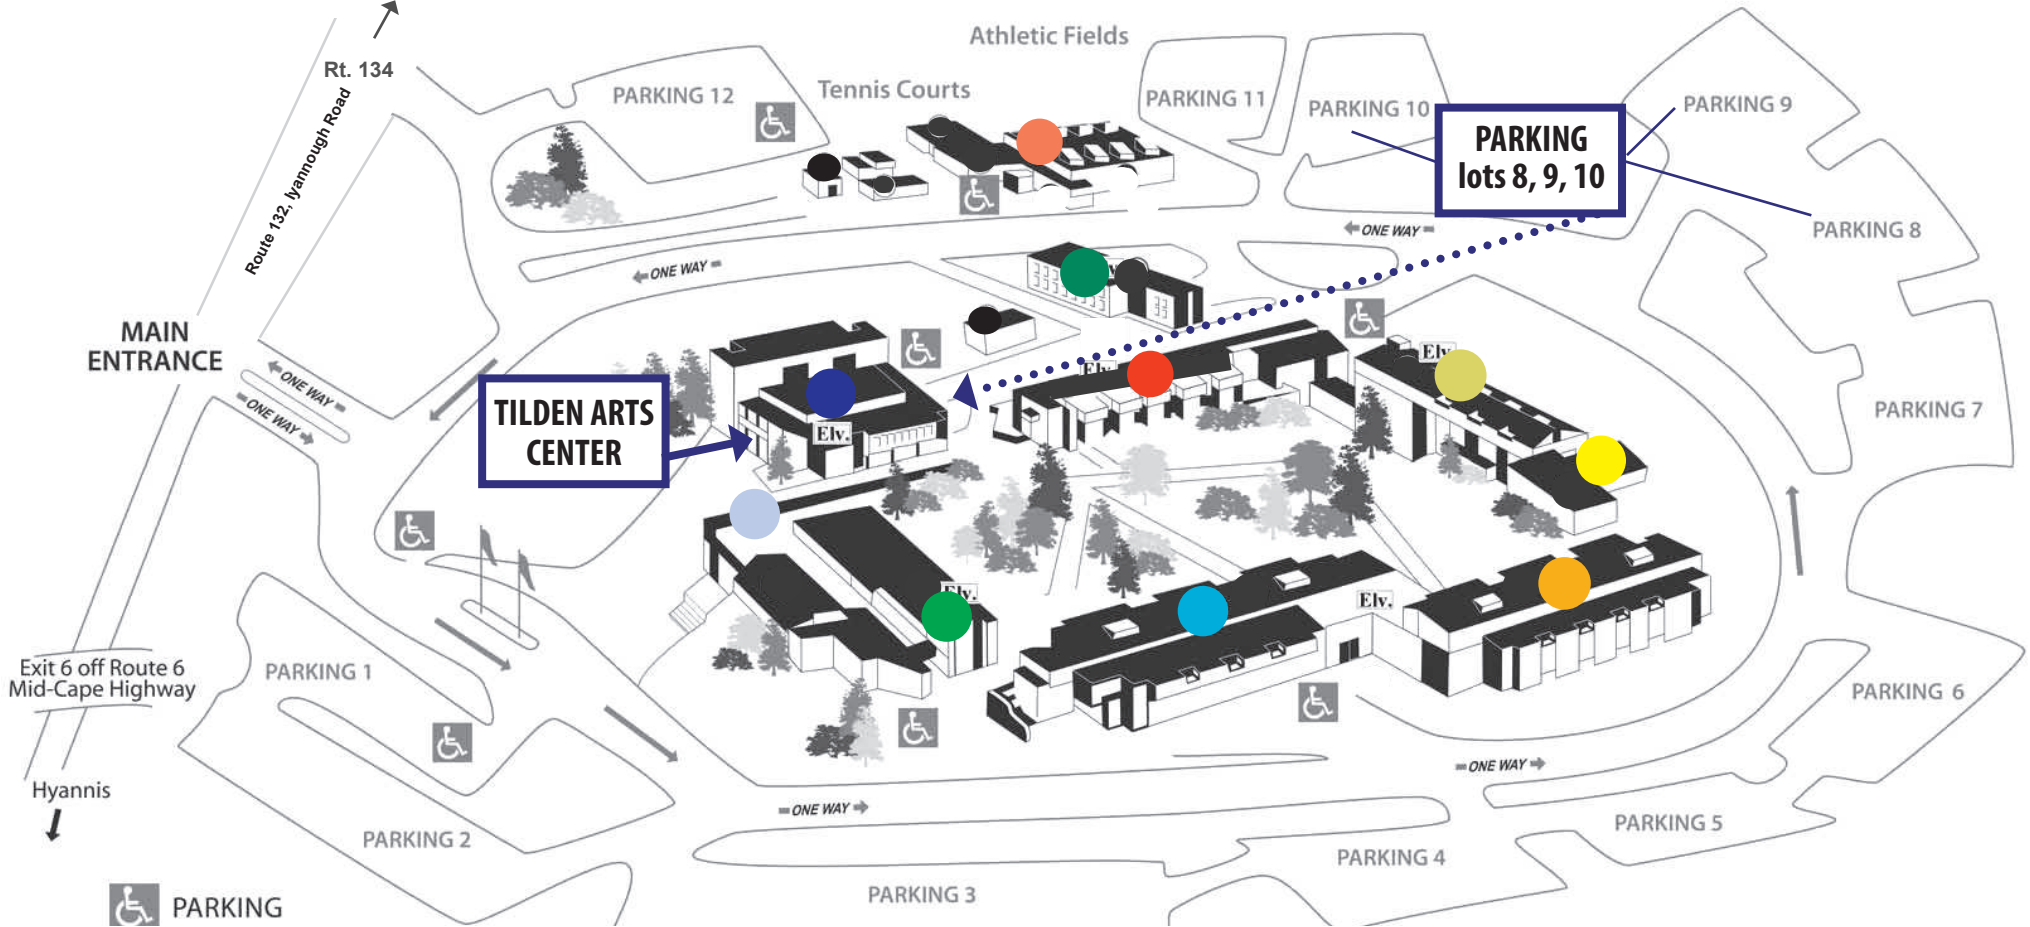 Athletic Fields
Rt. 134
Route 132, Iyannough Road
PARKING 12
Tennis Courts
PARKING 11
PARKING 10
PARKING 9
PARKING
lots 8, 9, 10
PARKING 8
ONE WAY
ONE WAY
MAIN
ENTRANCE
ONE WAY
ONE WAY
TILDEN ARTS
CENTER
Elv.
Elv.
Elv.
PARKING 7
Elv.
Elv.
Exit 6 off Route 6
Mid-Cape Highway
PARKING 1
PARKING 6
Hyannis
ONE WAY
ONE WAY
PARKING 2
PARKING 5
PARKING 4
PARKING 3
PARKING